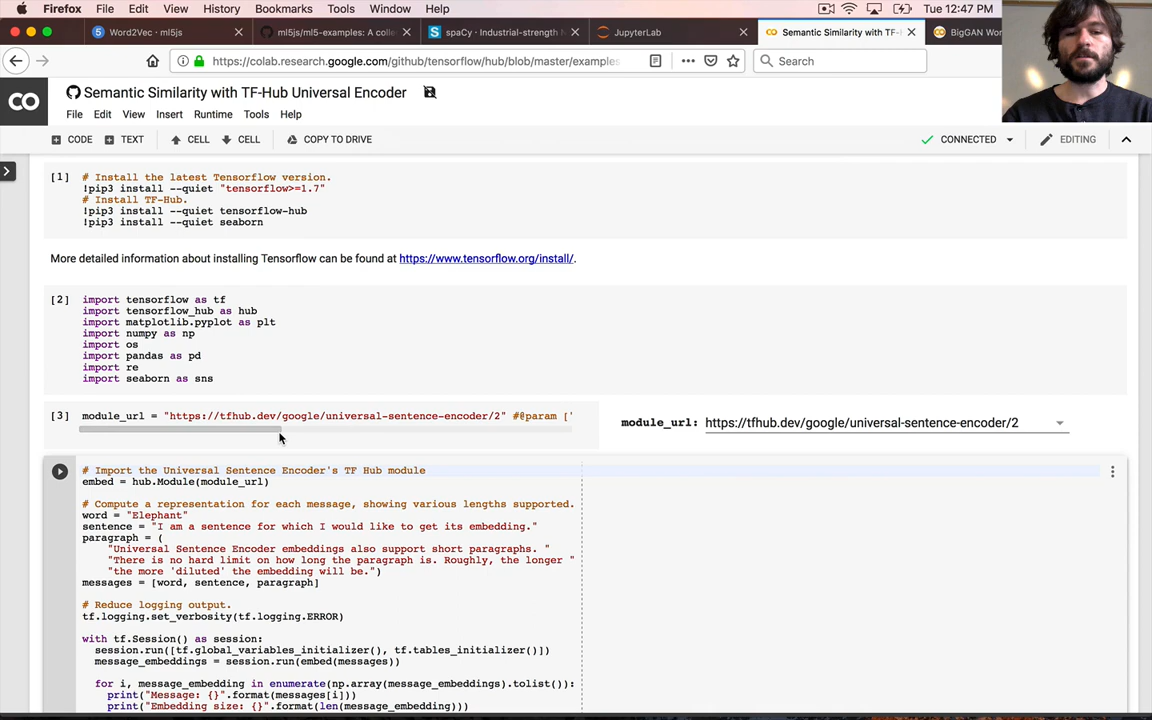 Firefox File Edit View History Bookmarks Tools Window Help Tue 12:47 PM
Word2Vec - ml5js
ml5js/ml5-examples: A colle
spaCy · Industrial-strength N
JupyterLab
Semantic Similarity with TF-H
BigGAN Wor
https://colab.research.google.com/github/tensorflow/hub/blob/master/examples
Search
CO
Semantic Similarity with TF-Hub Universal Encoder
File Edit View Insert Runtime Tools Help
CODE TEXT CELL CELL COPY TO DRIVE CONNECTED EDITING
[1] # Install the latest Tensorflow version.
!pip3 install --quiet "tensorflow>=1.7"
# Install TF-Hub.
!pip3 install --quiet tensorflow-hub
!pip3 install --quiet seaborn
More detailed information about installing Tensorflow can be found at https://www.tensorflow.org/install/.
[2] import tensorflow as tf
import tensorflow_hub as hub
import matplotlib.pyplot as plt
import numpy as np
import os
import pandas as pd
import re
import seaborn as sns
[3] module_url = "https://tfhub.dev/google/universal-sentence-encoder/2" #@param ['
module_url: https://tfhub.dev/google/universal-sentence-encoder/2
# Import the Universal Sentence Encoder's TF Hub module
embed = hub.Module(module_url)
# Compute a representation for each message, showing various lengths supported.
word = "Elephant"
sentence = "I am a sentence for which I would like to get its embedding."
paragraph = (
"Universal Sentence Encoder embeddings also support short paragraphs. "
"There is no hard limit on how long the paragraph is. Roughly, the longer "
"the more 'diluted' the embedding will be.")
messages = [word, sentence, paragraph]
# Reduce logging output.
tf.logging.set_verbosity(tf.logging.ERROR)
with tf.Session() as session:
session.run([tf.global_variables_initializer(), tf.tables_initializer()])
message_embeddings = session.run(embed(messages))
for i, message_embedding in enumerate(np.array(message_embeddings).tolist()):
print("Message: {}".format(messages[i]))
print("Embedding size: {}".format(len(message_embedding)))